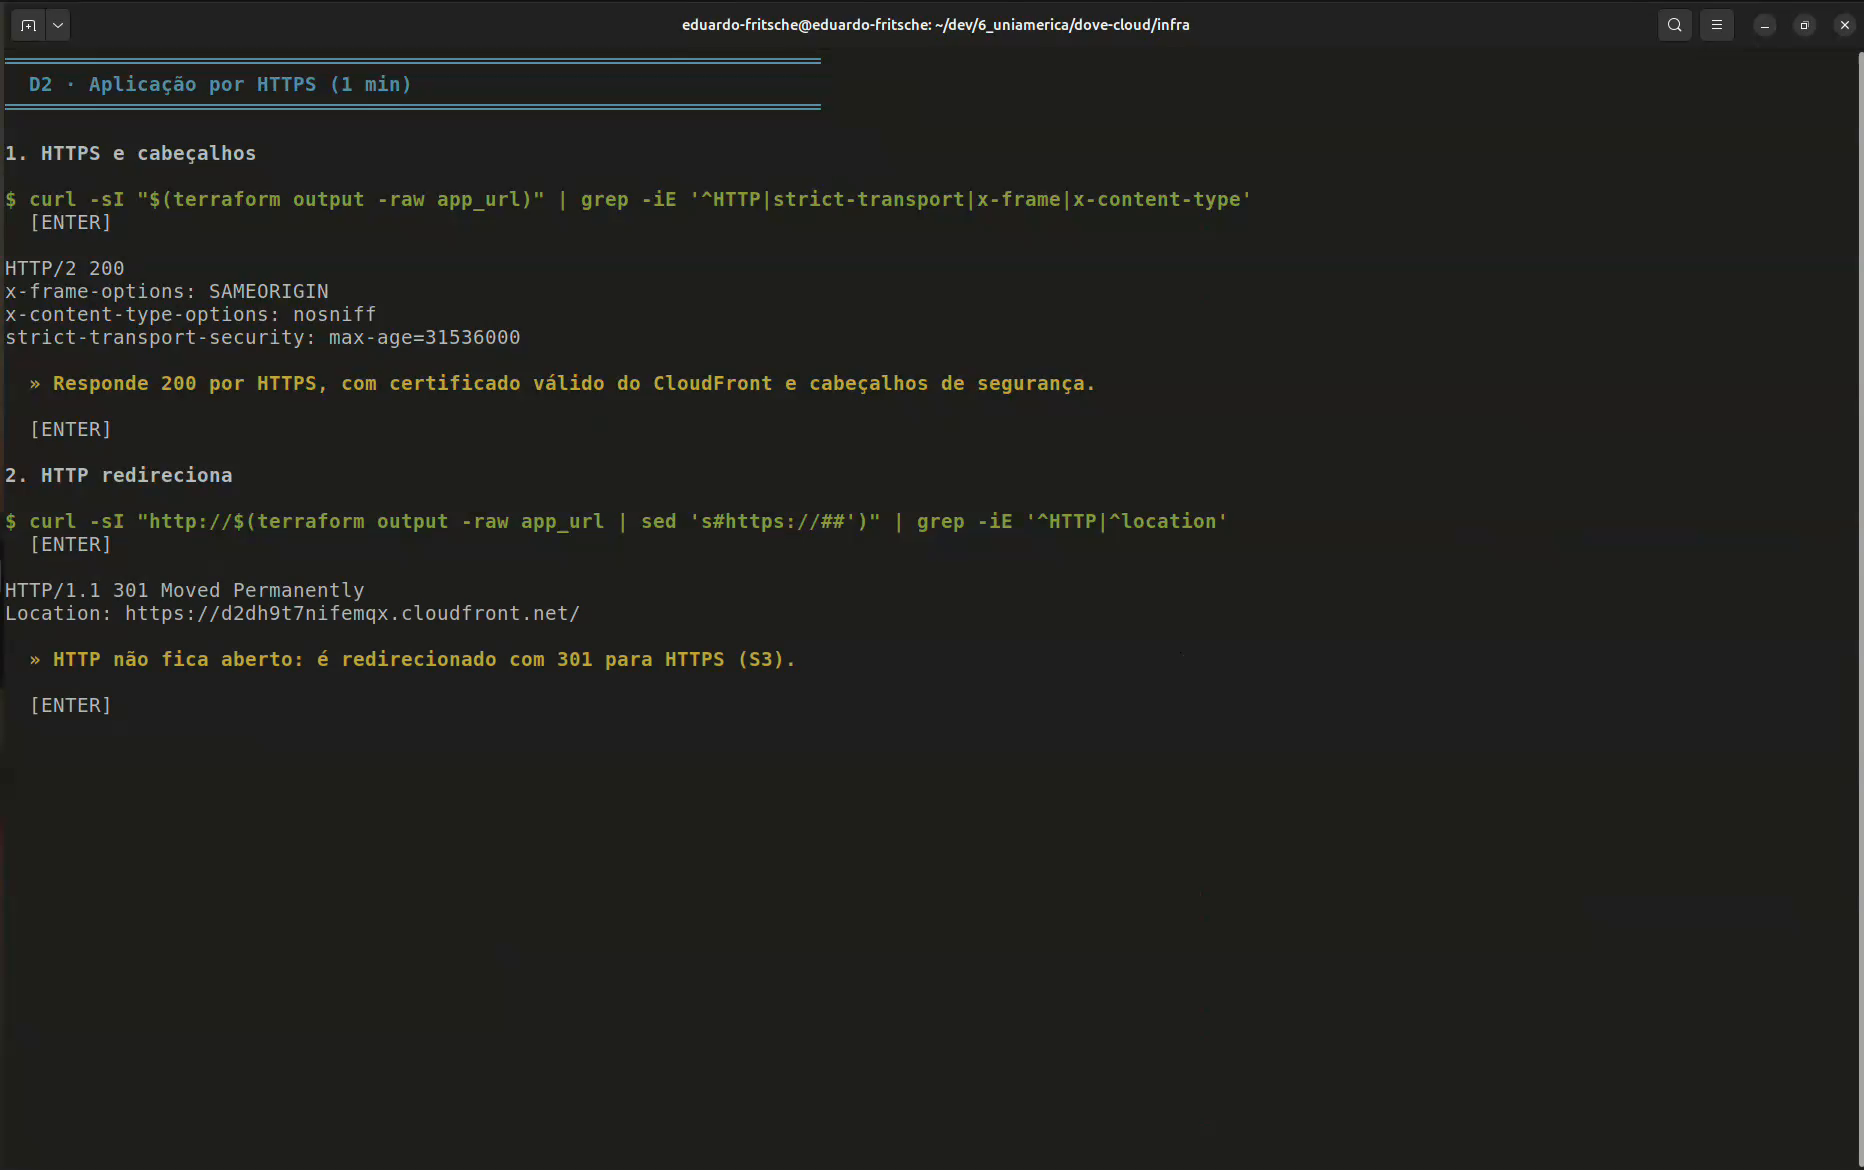 eduardo-fritsche@eduardo-fritsche: ~/dev/6_uniamerica/dove-cloud/infra
D2 · Aplicação por HTTPS (1 min)
1. HTTPS e cabeçalhos
$ curl -sI "$(terraform output -raw app_url)" | grep -iE '^HTTP|strict-transport|x-frame|x-content-type'
[ENTER]
HTTP/2 200
x-frame-options: SAMEORIGIN
x-content-type-options: nosniff
strict-transport-security: max-age=31536000
» Responde 200 por HTTPS, com certificado válido do CloudFront e cabeçalhos de segurança.
[ENTER]
2. HTTP redireciona
$ curl -sI "http://$(terraform output -raw app_url | sed 's#https://##')" | grep -iE '^HTTP|^location'
[ENTER]
HTTP/1.1 301 Moved Permanently
Location: https://d2dh9t7nifemqx.cloudfront.net/
» HTTP não fica aberto: é redirecionado com 301 para HTTPS (S3).
[ENTER]